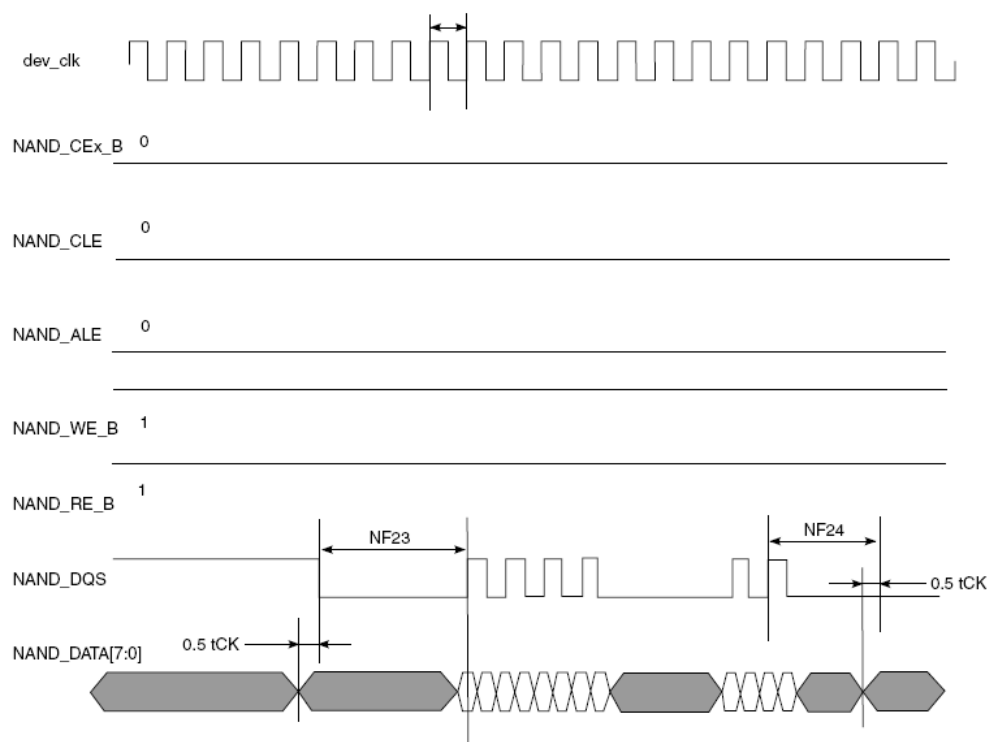 dev_clk
NAND_CEx_B 0
NAND_CLE 0
NAND_ALE 0
NAND_WE_B 1
NAND_RE_B 1
NF23
NF24
NAND_DQS
0.5 tCK
0.5 tCK
NAND_DATA[7:0]